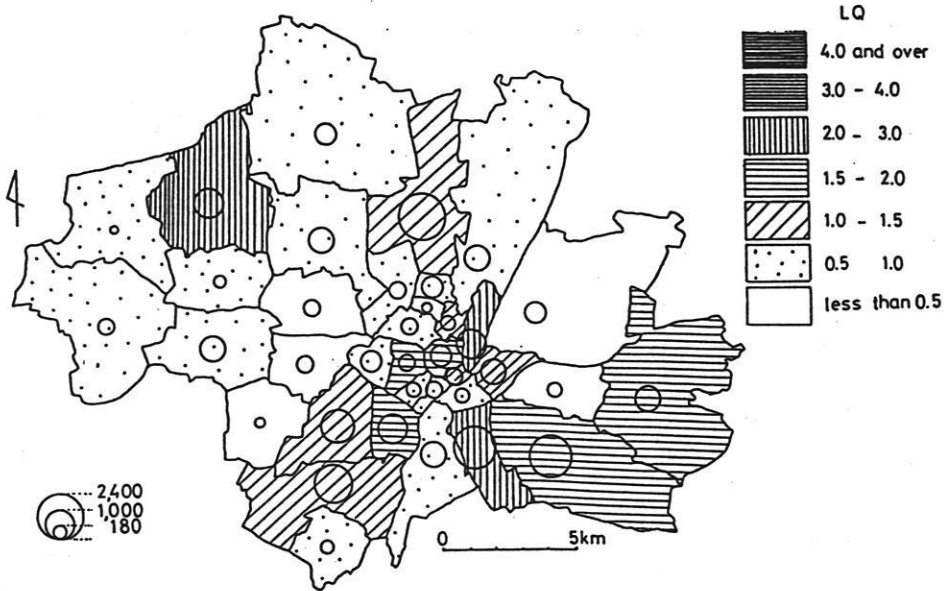 LQ
4.0 and over
3.0 - 4.0
2.0 - 3.0
1.5 - 2.0
1.0 - 1.5
0.5 1.0
less than 0.5
2,400
1,000
180
0 5km